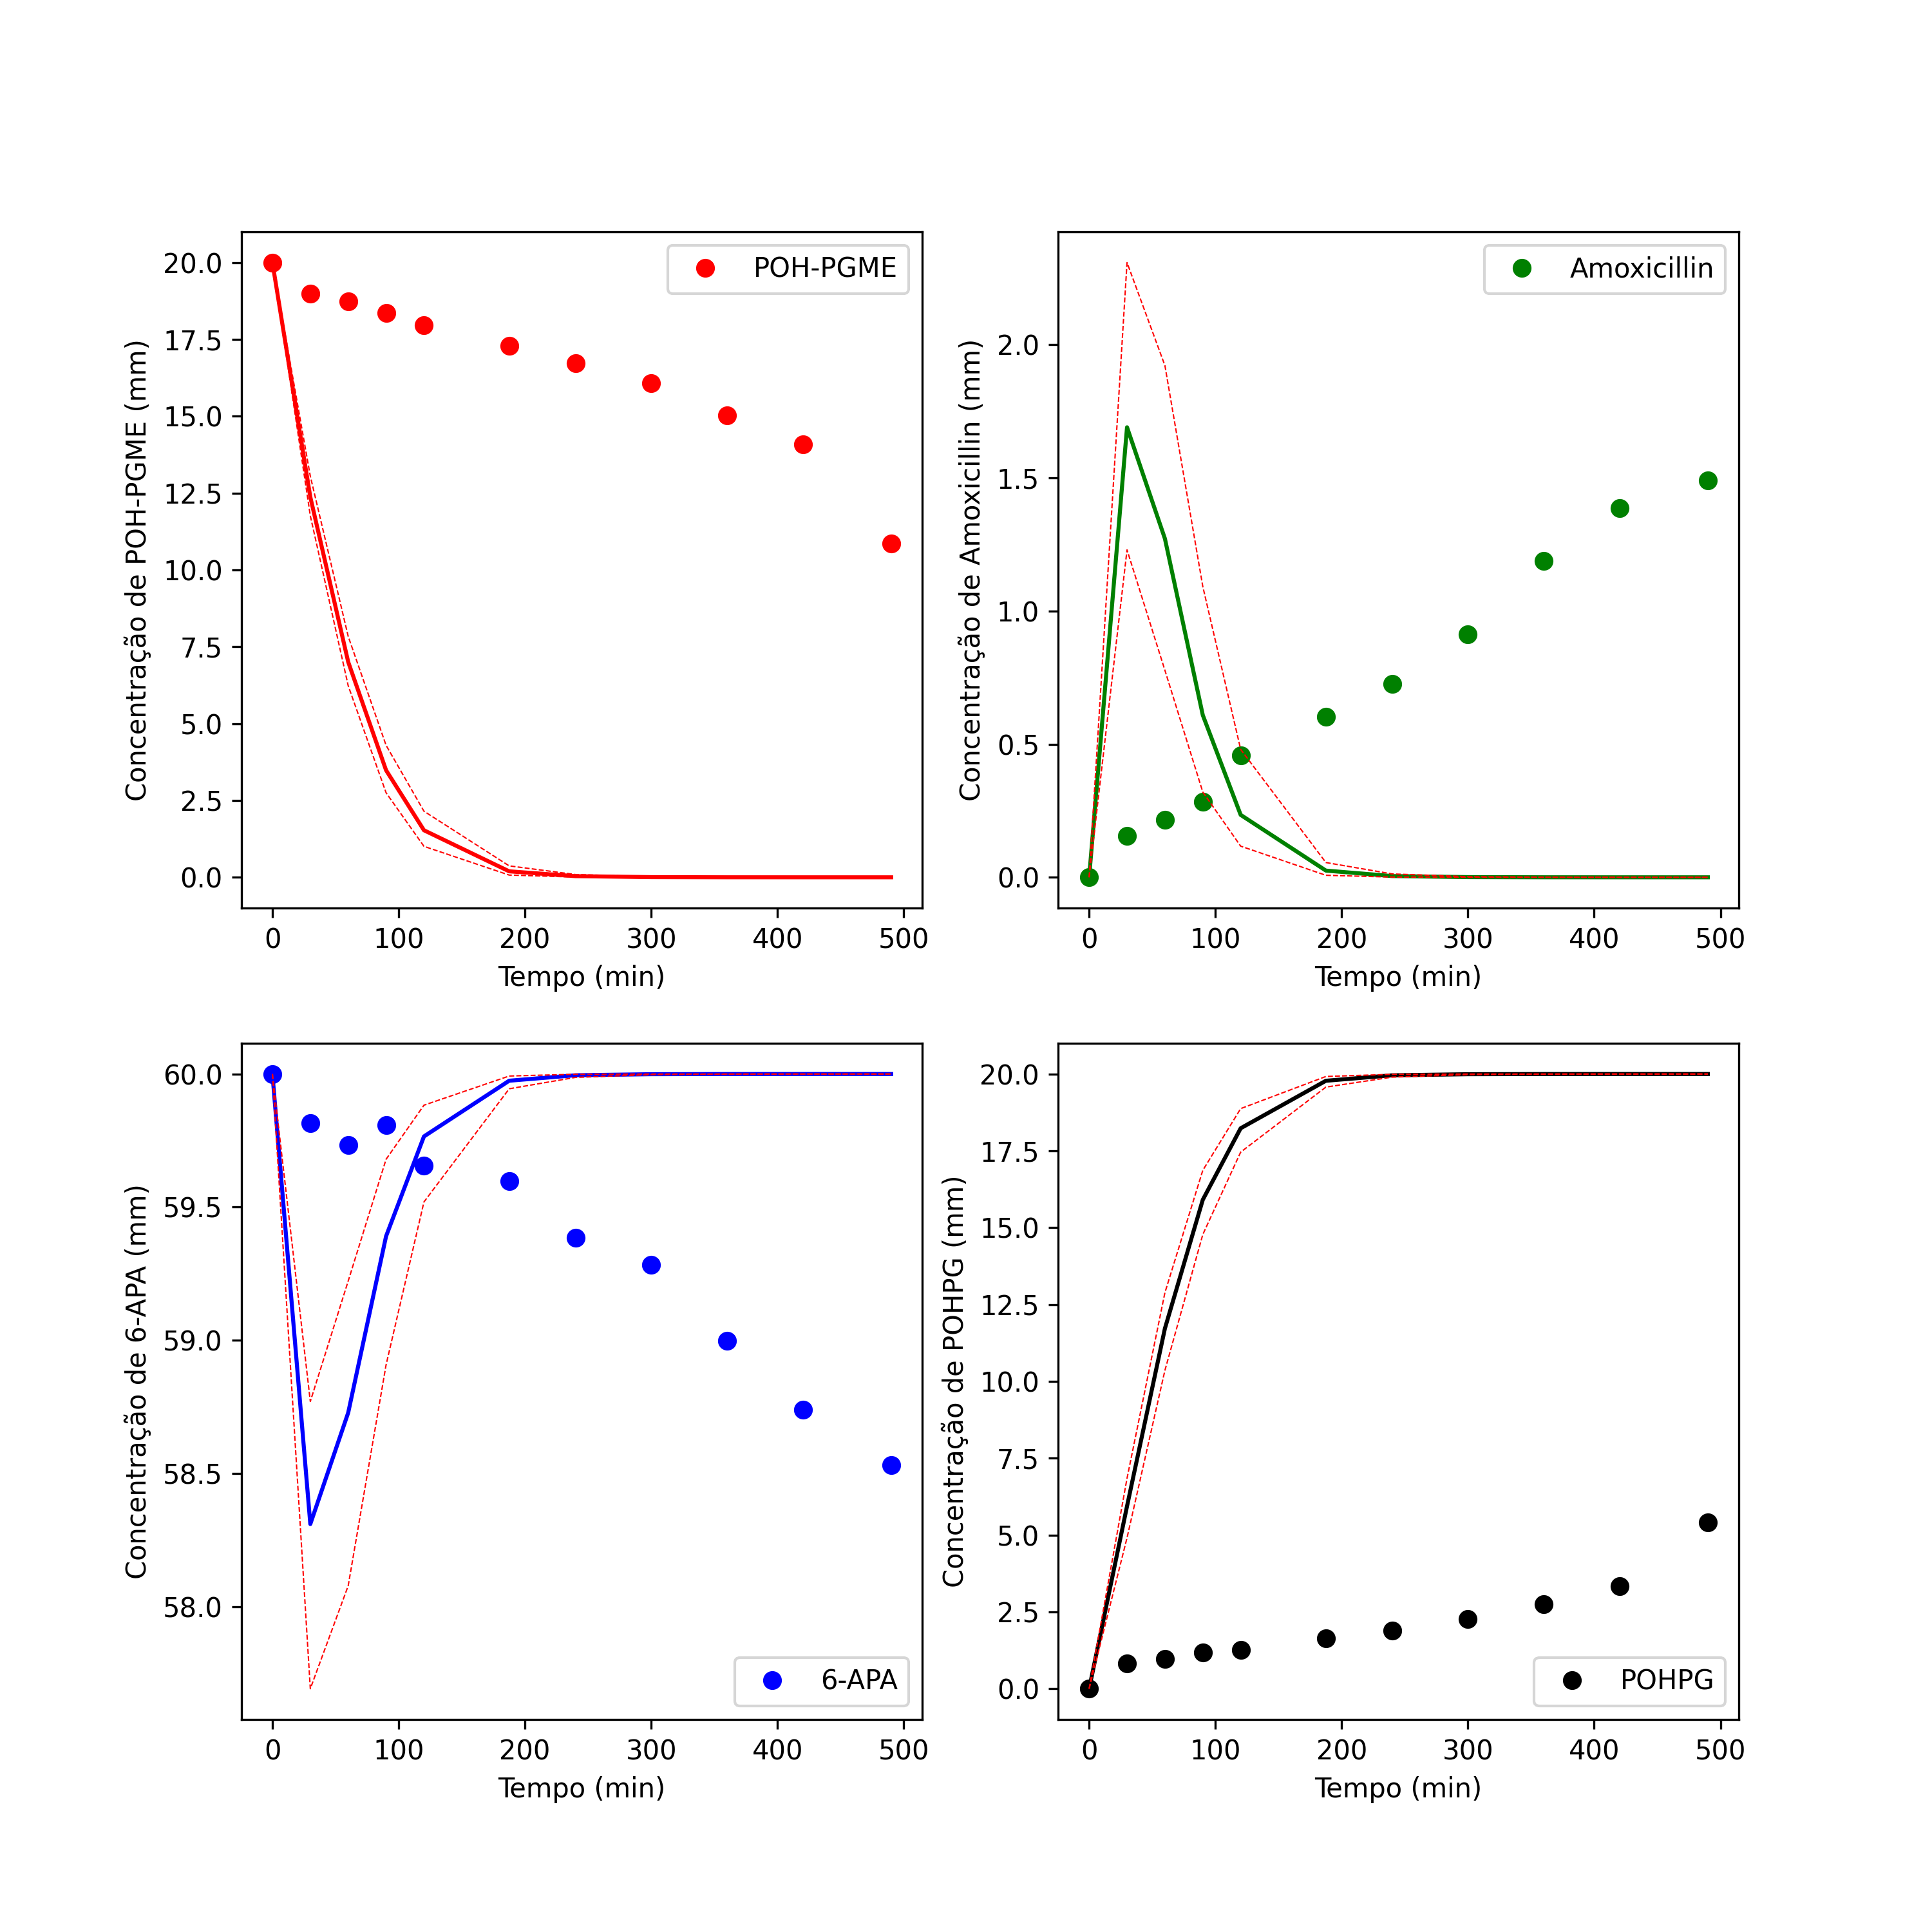 POH-PGME
Concentração de POH-PGME (mm)
20.0
17.5
15.0
12.5
10.0
7.5
5.0
2.5
0.0
0 100 200 300 400 500
Tempo (min)
Amoxicillin
Concentração de Amoxicillin (mm)
2.0
1.5
1.0
0.5
0.0
0 100 200 300 400 500
Tempo (min)
Concentração de 6-APA (mm)
60.0
59.5
59.0
58.5
58.0
6-APA
0 100 200 300 400 500
Tempo (min)
Concentração de POHPG (mm)
20.0
17.5
15.0
12.5
10.0
7.5
5.0
2.5
0.0
POHPG
0 100 200 300 400 500
Tempo (min)